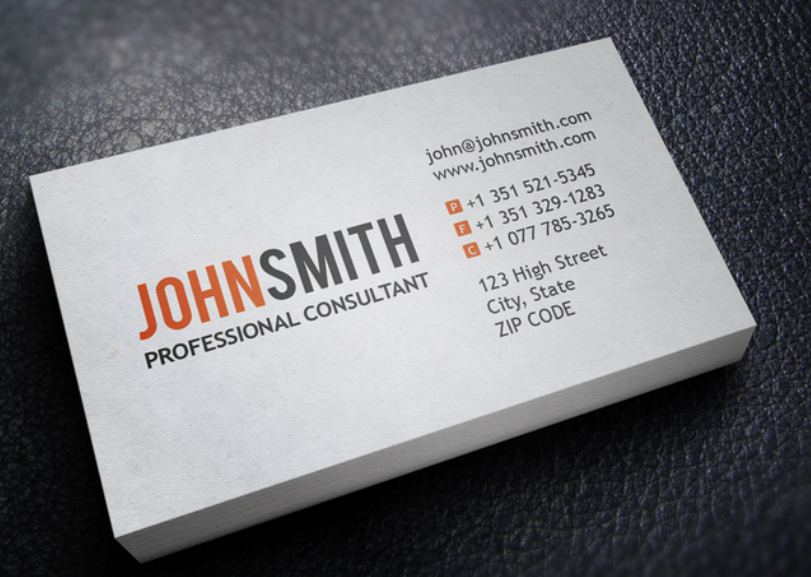 JOHNSMITH
PROFESSIONAL CONSULTANT
john@johnsmith.com
www.johnsmith.com
P +1 351 521-5345
F +1 351 329-1283
C +1 077 785-3265
123 High Street
City, State
ZIP CODE